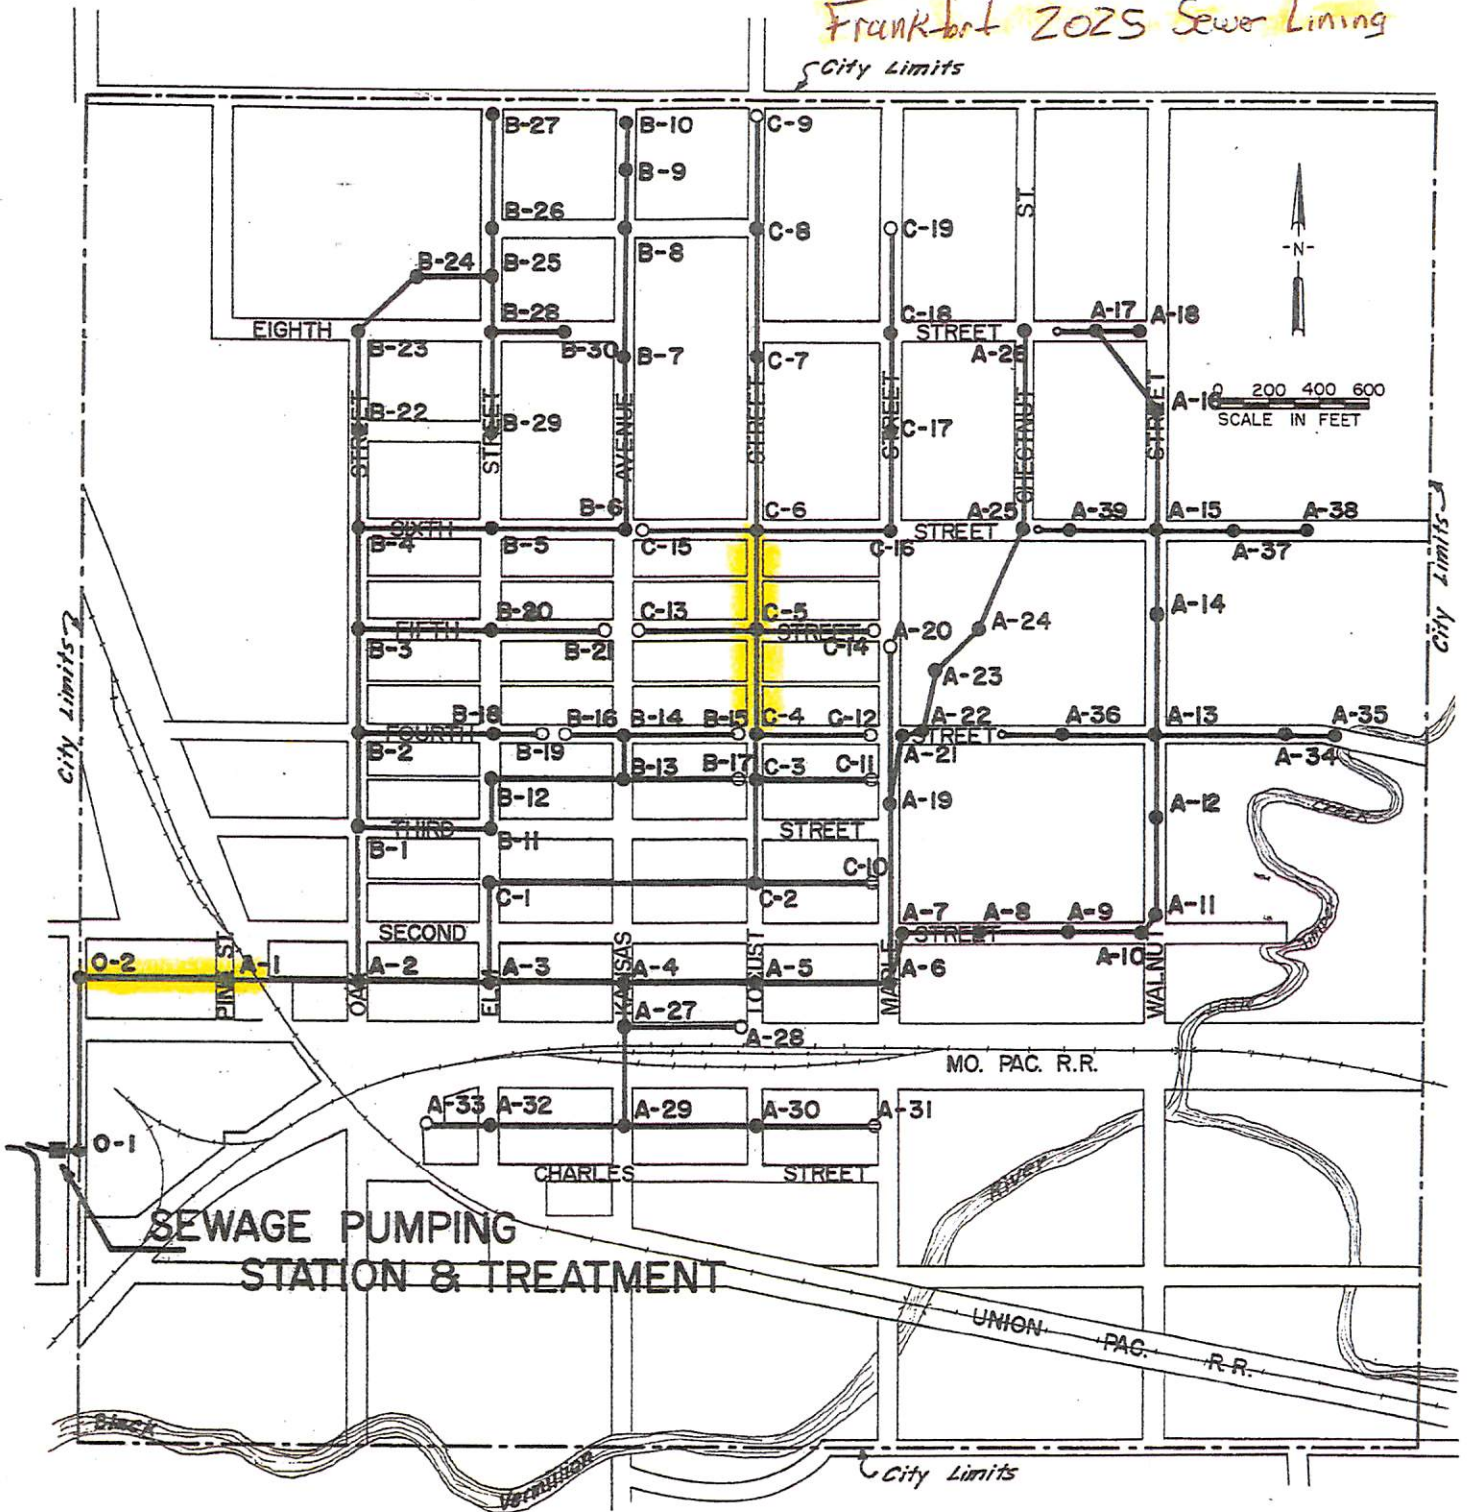 Frankfort 2025 Sewer Lining
City Limits
B-27
B-10
C-9
B-9
B-26
C-19
C-8
ST.
B-8
-N-
B-24
B-25
B-28
C-18
A-17
A-18
EIGHTH
STREET
B-23
B-30
B-7
C-7
A-26
0 200 400 600
SCALE IN FEET
A-16
B-22
B-29
C-17
STREET
STREET
AVENUE
STREET
STREET
CHESTNUT
STREET
B-6
C-6
A-25
A-39
A-15
A-38
SIXTH
STREET
B-4
B-5
C-15
C-16
A-37
City Limits
B-20
C-13
C-5
A-14
FIFTH
STREET
A-20
A-24
B-3
B-21
C-14
City Limits
A-23
B-18
B-16
B-14
B-15
C-4
C-12
A-22
A-36
A-13
A-35
FOURTH
STREET
B-2
B-19
B-13
B-17
C-3
C-11
A-21
A-34
B-12
A-19
A-12
Creek
THIRD
STREET
B-1
B-11
C-10
C-1
C-2
A-7
A-8
A-9
A-11
SECOND
STREET
O-2
A-1
A-2
A-3
A-4
A-5
A-6
A-10
PINE ST
OAK
ELM
KANSAS
LOCUST
MAPLE
WALNUT
A-27
A-28
MO. PAC. R.R.
A-33
A-32
A-29
A-30
A-31
O-1
CHARLES
STREET
River
SEWAGE PUMPING
STATION & TREATMENT
UNION PAC. R.R.
Black
Vermillion
City Limits